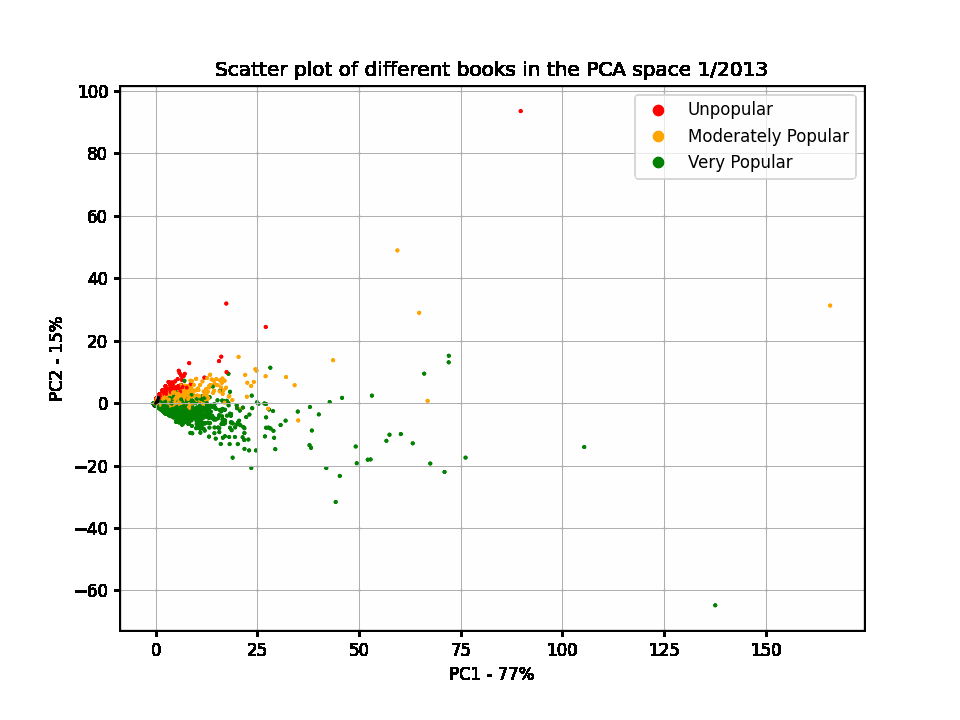 Scatter plot of different books in the PCA space 1/2013
Unpopular
Moderately Popular
Very Popular
100
80
60
40
20
0
−20
−40
−60
PC2 - 15%
0 25 50 75 100 125 150
PC1 - 77%